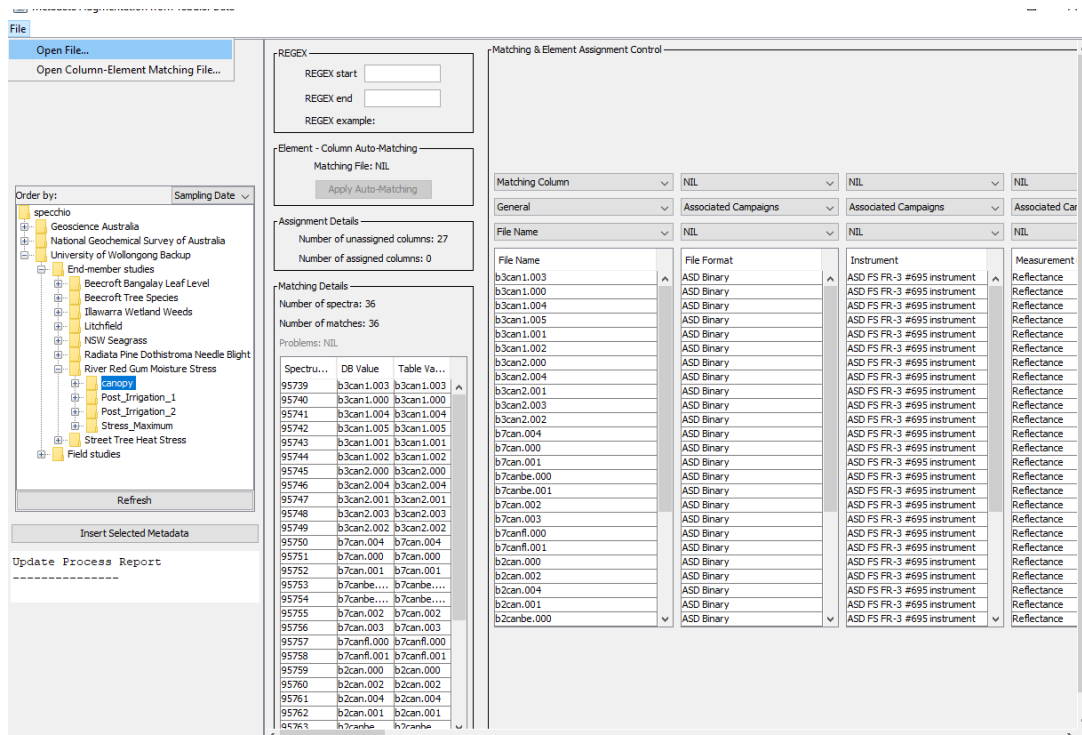 File
Open File...
Open Column-Element Matching File...
Order by:
Sampling Date
specchio
Geoscience Australia
National Geochemical Survey of Australia
University of Wollongong Backup
End-member studies
Beecroft Bangalay Leaf Level
Beecroft Tree Species
Illawarra Wetland Weeds
Litchfield
NSW Seagrass
Radiata Pine Dothistroma Needle Blight
River Red Gum Moisture Stress
canopy
Post_Irrigation_1
Post_Irrigation_2
Stress_Maximum
Street Tree Heat Stress
Field studies
Refresh
Insert Selected Metadata
Update Process Report
---------------
REGEX
REGEX start
REGEX end
REGEX example:
Element - Column Auto-Matching
Matching File: NIL
Apply Auto-Matching
Assignment Details
Number of unassigned columns: 27
Number of assigned columns: 0
Matching Details
Number of spectra: 36
Number of matches: 36
Problems: NIL
Spectru... DB Value Table Va...
95739 b3can1.003 b3can1.003
95740 b3can1.000 b3can1.000
95741 b3can1.004 b3can1.004
95742 b3can1.005 b3can1.005
95743 b3can1.001 b3can1.001
95744 b3can1.002 b3can1.002
95745 b3can2.000 b3can2.000
95746 b3can2.004 b3can2.004
95747 b3can2.001 b3can2.001
95748 b3can2.003 b3can2.003
95749 b3can2.002 b3can2.002
95750 b7can.004 b7can.004
95751 b7can.000 b7can.000
95752 b7can.001 b7can.001
95753 b7canbe.... b7canbe....
95754 b7canbe.... b7canbe....
95755 b7can.002 b7can.002
95756 b7can.003 b7can.003
95757 b7canfl.000 b7canfl.000
95758 b7canfl.001 b7canfl.001
95759 b2can.000 b2can.000
95760 b2can.002 b2can.002
95761 b2can.004 b2can.004
95762 b2can.001 b2can.001
95763 b2canbe b2canbe
Matching & Element Assignment Control
Matching Column NIL NIL NIL
General Associated Campaigns Associated Campaigns Associated Car
File Name NIL NIL NIL
File Name File Format Instrument Measurement
b3can1.003 ASD Binary ASD FS FR-3 #695 instrument Reflectance
b3can1.000 ASD Binary ASD FS FR-3 #695 instrument Reflectance
b3can1.004 ASD Binary ASD FS FR-3 #695 instrument Reflectance
b3can1.005 ASD Binary ASD FS FR-3 #695 instrument Reflectance
b3can1.001 ASD Binary ASD FS FR-3 #695 instrument Reflectance
b3can1.002 ASD Binary ASD FS FR-3 #695 instrument Reflectance
b3can2.000 ASD Binary ASD FS FR-3 #695 instrument Reflectance
b3can2.004 ASD Binary ASD FS FR-3 #695 instrument Reflectance
b3can2.001 ASD Binary ASD FS FR-3 #695 instrument Reflectance
b3can2.003 ASD Binary ASD FS FR-3 #695 instrument Reflectance
b3can2.002 ASD Binary ASD FS FR-3 #695 instrument Reflectance
b7can.004 ASD Binary ASD FS FR-3 #695 instrument Reflectance
b7can.000 ASD Binary ASD FS FR-3 #695 instrument Reflectance
b7can.001 ASD Binary ASD FS FR-3 #695 instrument Reflectance
b7canbe.000 ASD Binary ASD FS FR-3 #695 instrument Reflectance
b7canbe.001 ASD Binary ASD FS FR-3 #695 instrument Reflectance
b7can.002 ASD Binary ASD FS FR-3 #695 instrument Reflectance
b7can.003 ASD Binary ASD FS FR-3 #695 instrument Reflectance
b7canfl.000 ASD Binary ASD FS FR-3 #695 instrument Reflectance
b7canfl.001 ASD Binary ASD FS FR-3 #695 instrument Reflectance
b2can.000 ASD Binary ASD FS FR-3 #695 instrument Reflectance
b2can.002 ASD Binary ASD FS FR-3 #695 instrument Reflectance
b2can.004 ASD Binary ASD FS FR-3 #695 instrument Reflectance
b2can.001 ASD Binary ASD FS FR-3 #695 instrument Reflectance
b2canbe.000 ASD Binary ASD FS FR-3 #695 instrument Reflectance